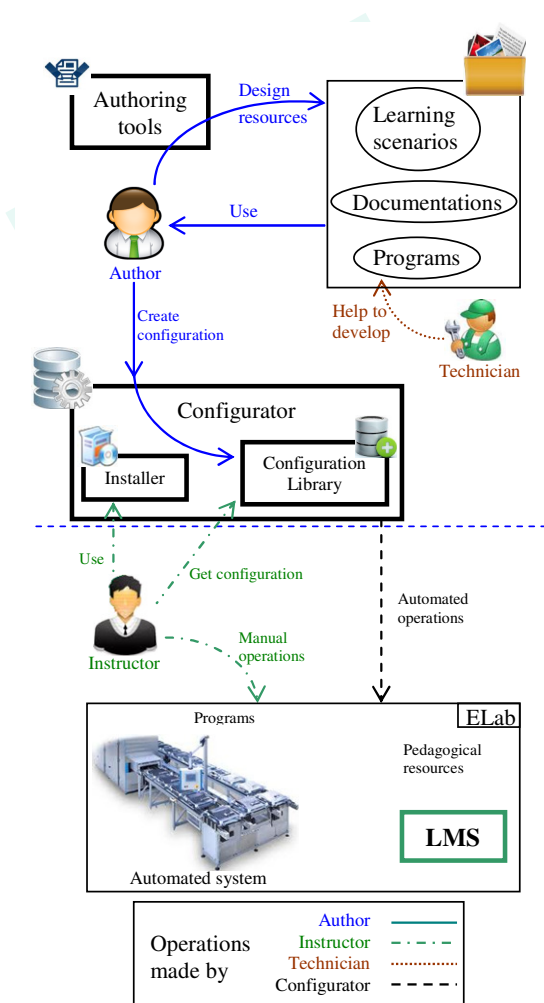 Authoring
tools
Design
resources
Learning
scenarios
Documentations
Programs
Use
Author
Help to
develop
Technician
Create
configuration
Configurator
Installer
Configuration
Library
Use
Get configuration
Automated
operations
Instructor
Manual
operations
Programs
ELab
Pedagogical
resources
LMS
Automated system
Operations
made by
Author
Instructor
Technician
Configurator